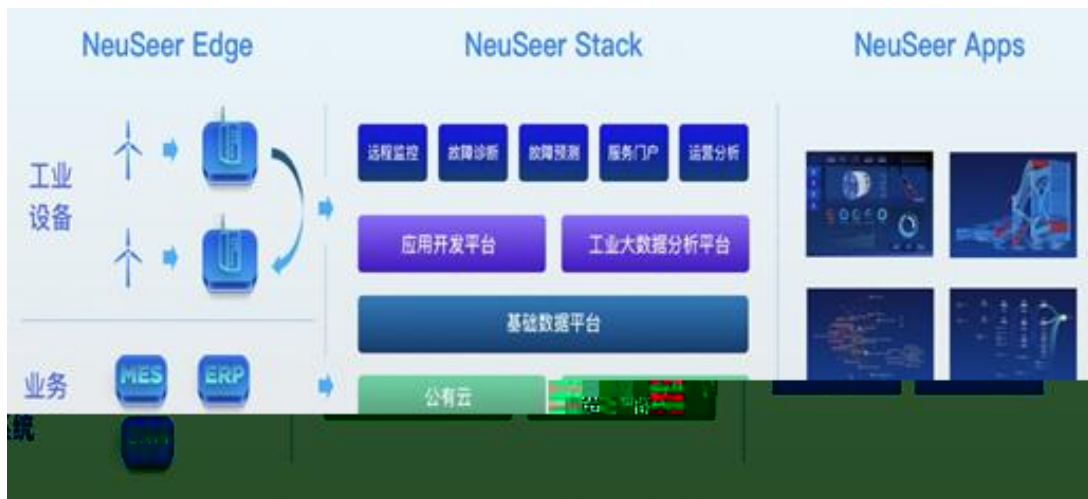 NeuSeer Edge
NeuSeer Stack
NeuSeer Apps
工业
设备
远程监控
故障诊断
故障预测
服务门户
运营分析
应用开发平台
工业大数据分析平台
基础数据平台
业务
MES
ERP
公有云
系统